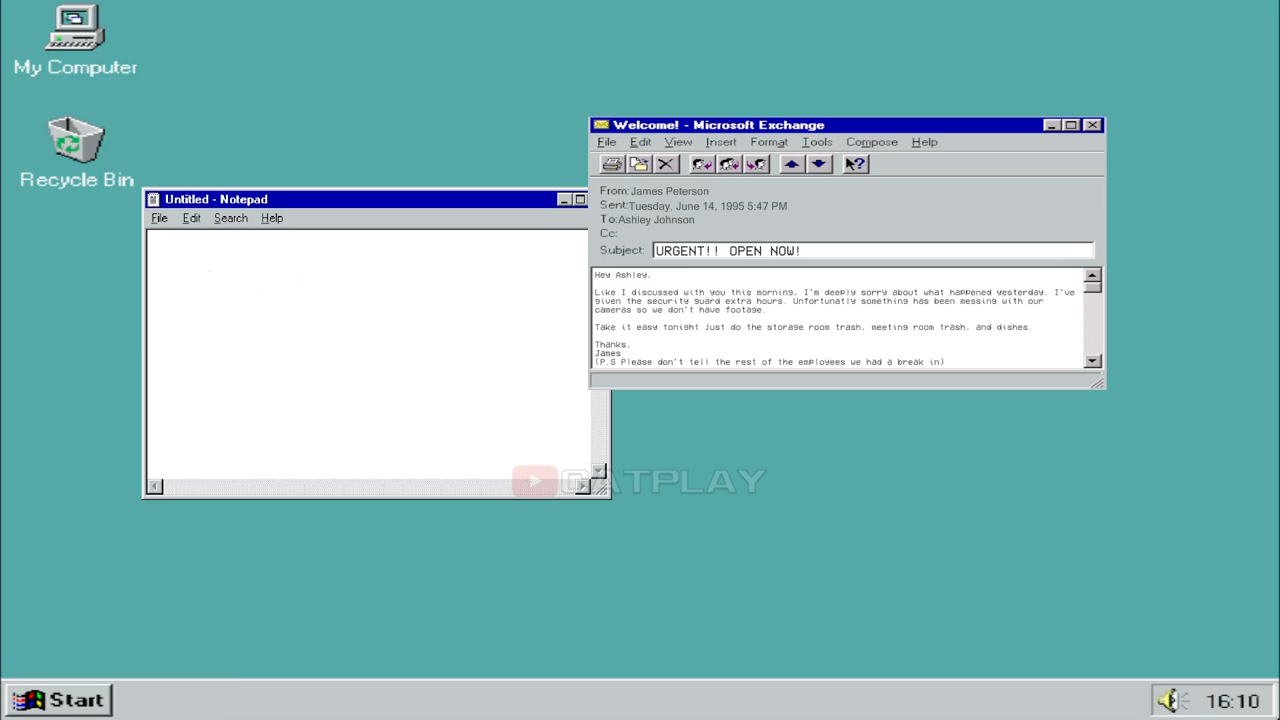 My Computer
Recycle Bin
Untitled - Notepad
File Edit Search Help
Welcome! - Microsoft Exchange
File Edit View Insert Format Tools Compose Help
From: James Peterson
Sent: Tuesday, June 14, 1995 5:47 PM
To: Ashley Johnson
Cc:
Subject: URGENT!! OPEN NOW!
Hey Ashley,
Like I discussed with you this morning, I'm deeply sorry about what happened yesterday. I've
given the security guard extra hours. Unfortunatly something has been messing with our
cameras so we don't have footage.
Take it easy tonight just do the storage room trash, meeting room trash, and dishes.
Thanks,
James
(P.S Please don't tell the rest of the employees we had a break in)
CATPLAY
Start
16:10